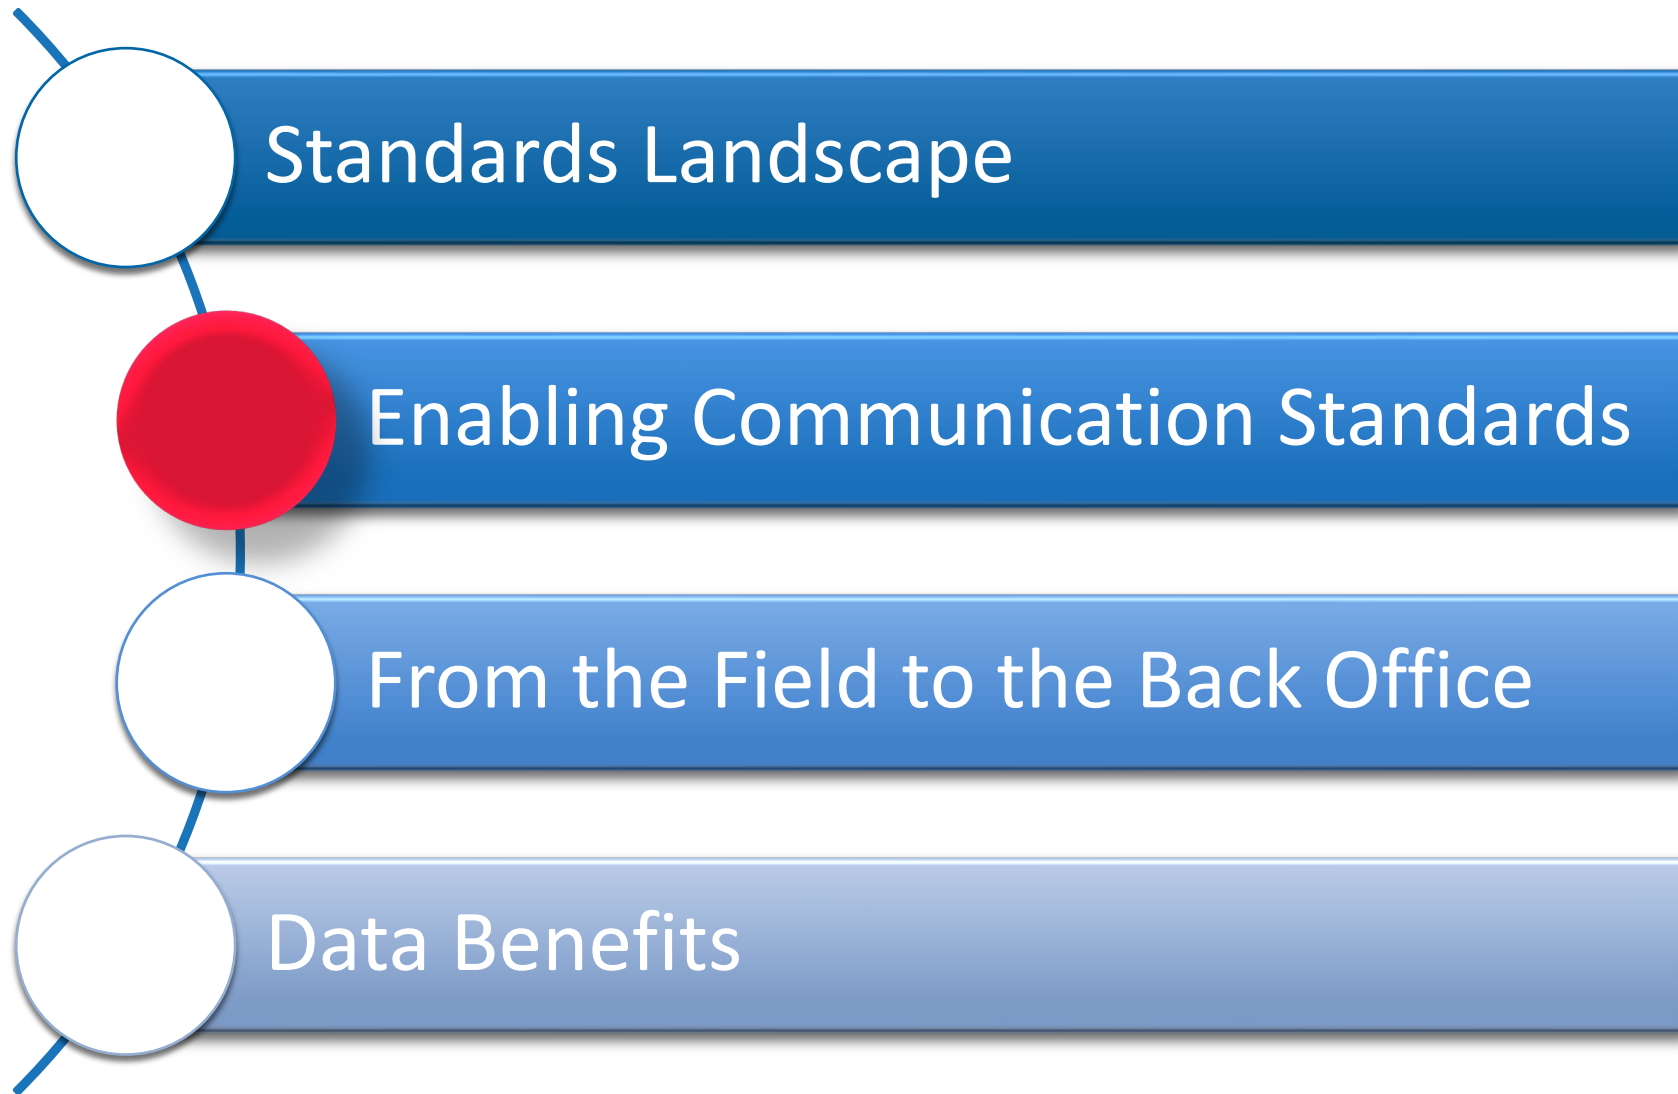 Standards Landscape
Enabling Communication Standards
From the Field to the Back Office
Data Benefits